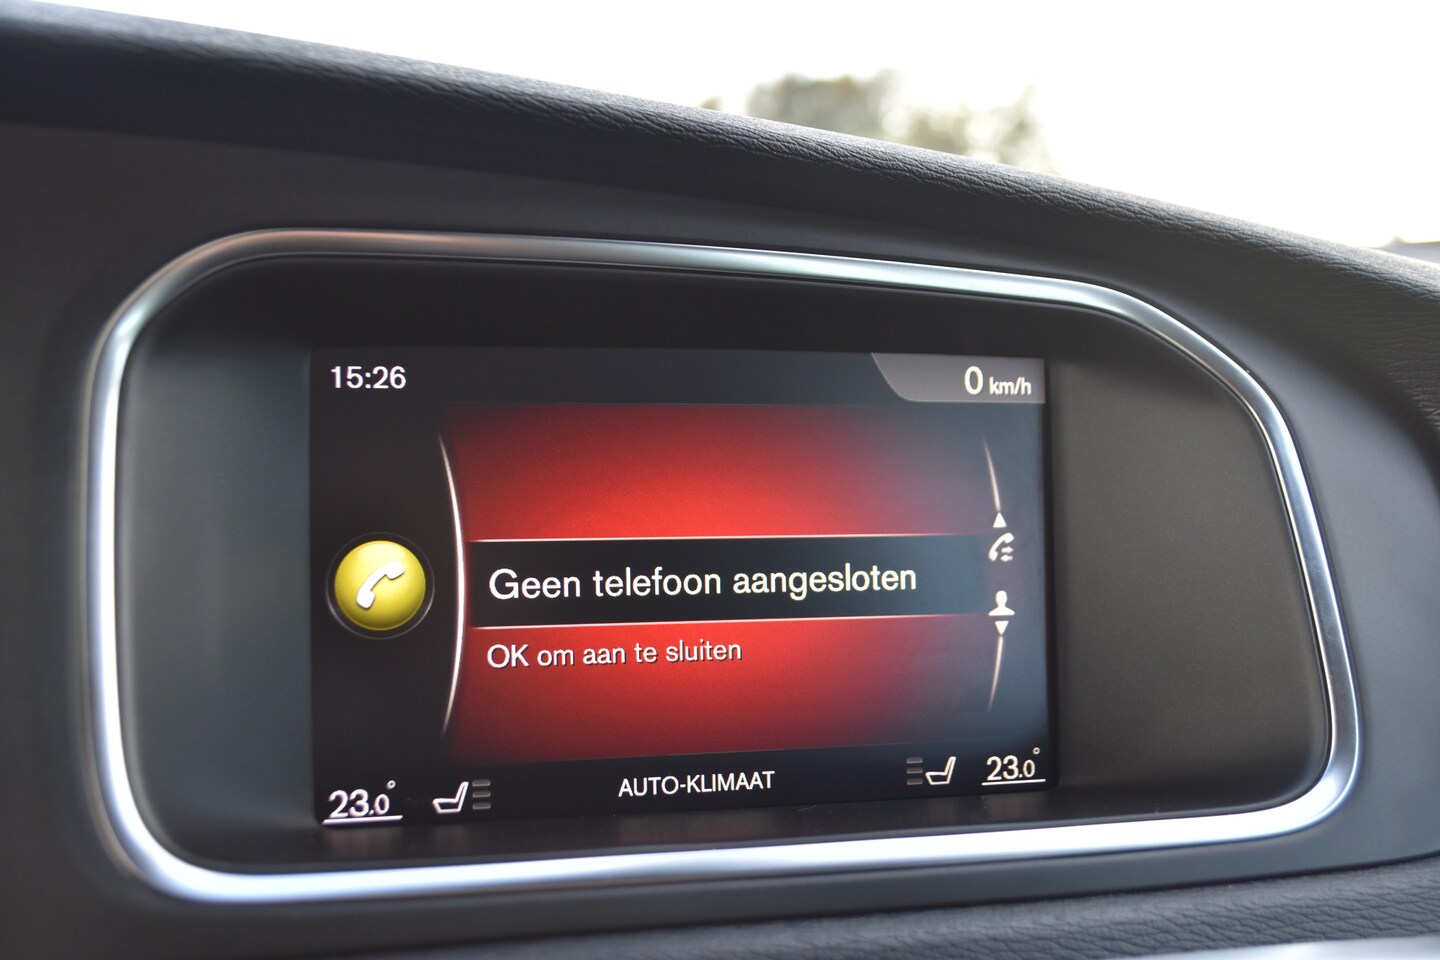 15:26
0 km/h
Geen telefoon aangesloten
OK om aan te sluiten
23.0°
AUTO-KLIMAAT
23.0°